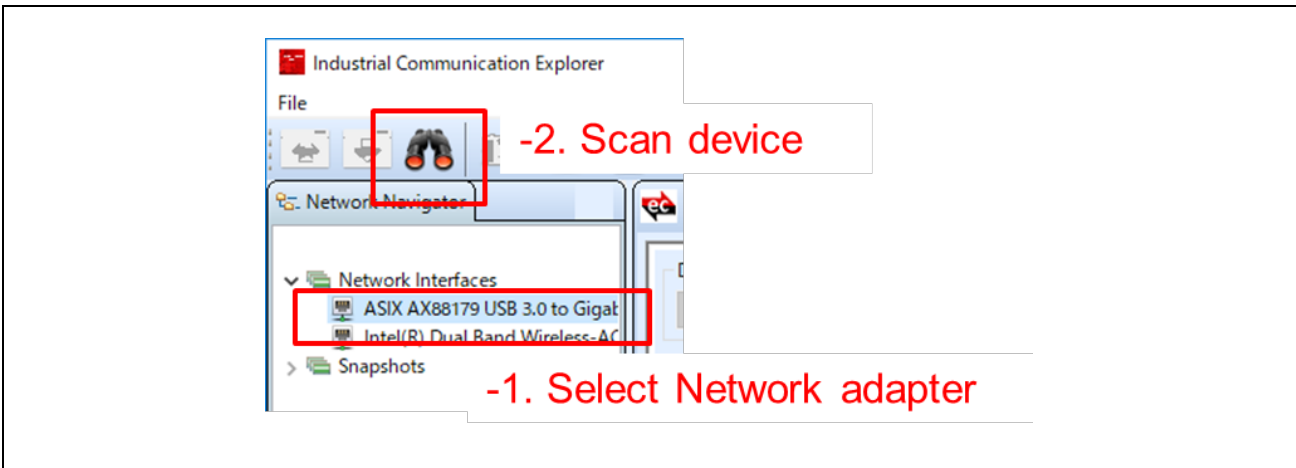 Industrial Communication Explorer
File
-2. Scan device
Network Navigator
ec
Network Interfaces
ASIX AX88179 USB 3.0 to Gigab
Intel(R) Dual Band Wireless-AC
Snapshots
-1. Select Network adapter